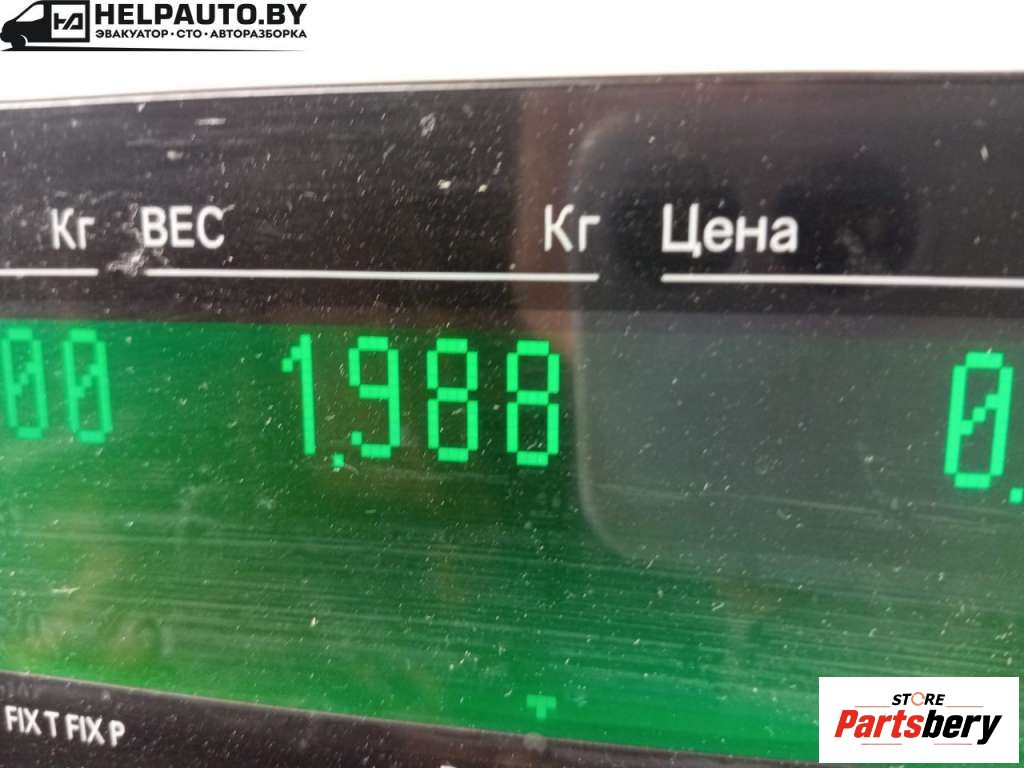 HELPAUTO.BY
ЭВАКУАТОР • СТО • АВТОРАЗБОРКА
Кг ВЕС Кг Цена
00 1.988 0.
FIX T FIX P
STORE
Partsbery